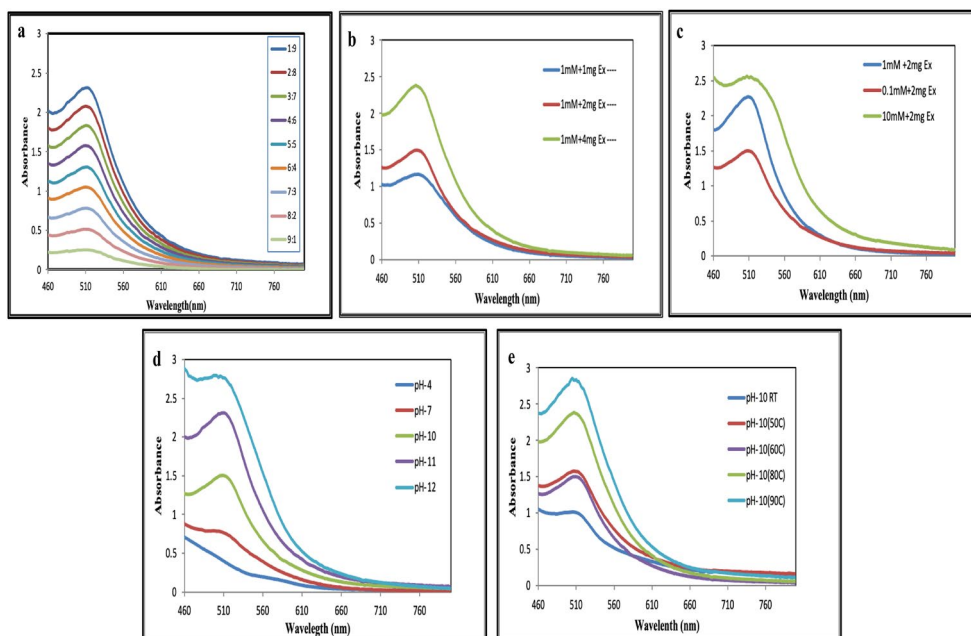 a
Absorbance
3
2.5
2
1.5
1
0.5
0
460 510 560 610 660 710 760
Wavelength(nm)
1:9
2:8
3:7
4:6
5:5
6:4
7:3
8:2
9:1
b
Absorbance
3
2.5
2
1.5
1
0.5
0
460 510 560 610 660 710 760
Wavelength (nm)
1mM+1mg Ex ----
1mM+2mg Ex ----
1mM+4mg Ex ----
c
Absorbance
3
2.5
2
1.5
1
0.5
0
460 510 560 610 660 710 760
Wavelength (nm)
1mM +2mg Ex
0.1mM+2mg Ex
10mM+2mg Ex
d
Absorbance
3
2.5
2
1.5
1
0.5
0
460 510 560 610 660 710 760
Wavelegth (nm)
pH-4
pH-7
pH-10
pH-11
pH-12
e
Absorbance
3
2.5
2
1.5
1
0.5
0
460 510 560 610 660 710 760
Wavelenth (nm)
pH-10 RT
pH-10(50C)
pH-10(60C)
pH-10(80C)
pH-10(90C)